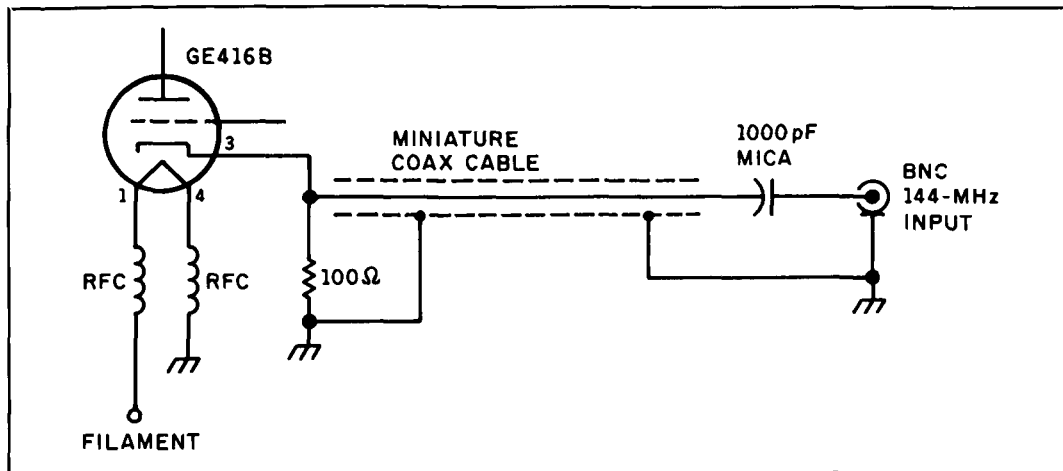 GE416B
3
1
4
MINIATURE
COAX CABLE
1000pF
MICA
BNC
144-MHz
INPUT
RFC
RFC
100Ω
FILAMENT